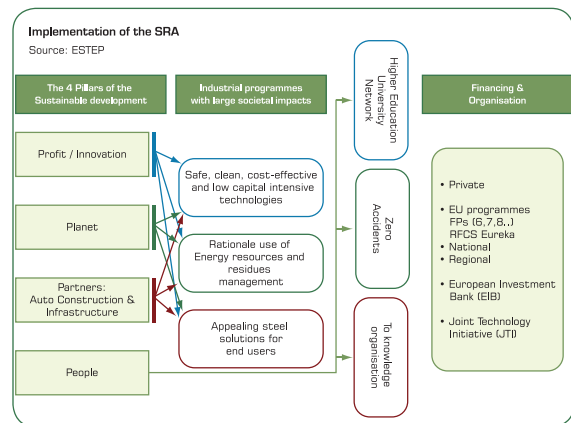 Implementation of the SRA
Source: ESTEP
The 4 Pillars of the
Sustainable development
Industrial programmes
with large societal impacts
Higher Education
University
Network
Financing &
Organisation
Profit / Innovation
Planet
Partners:
Auto Construction &
Infrastructure
People
Safe, clean, cost-effective
and low capital intensive
technologies
Rationale use of
Energy resources and
residues
management
Appealing steel
solutions for
end users
Zero
Accidents
To knowledge
organisation
• Private
• EU programmes
FPs (6,7,8..)
RFCS Eureka
• National
• Regional
• European Investment
Bank (EIB)
• Joint Technology
Initiative (JTI)